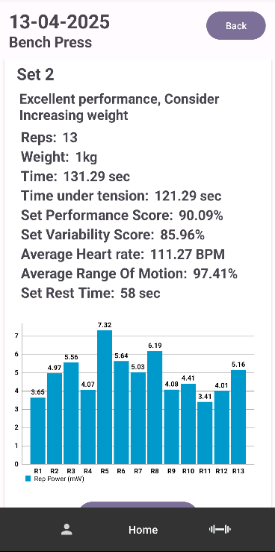 13-04-2025
Back
Bench Press
Set 2
Excellent performance, Consider
Increasing weight
Reps: 13
Weight: 1kg
Time: 131.29 sec
Time under tension: 121.29 sec
Set Performance Score: 90.09%
Set Variability Score: 85.96%
Average Heart rate: 111.27 BPM
Average Range Of Motion: 97.41%
Set Rest Time: 58 sec
7.32
7
6.19
6
5.56
5.64
5.16
4.97
5.03
5
4.41
4.07
4.08
4.01
4
3.65
3.41
3
2
1
0
R1 R2 R3 R4 R5 R6 R7 R8 R9 R10 R11 R12 R13
Rep Power (mW)
Home